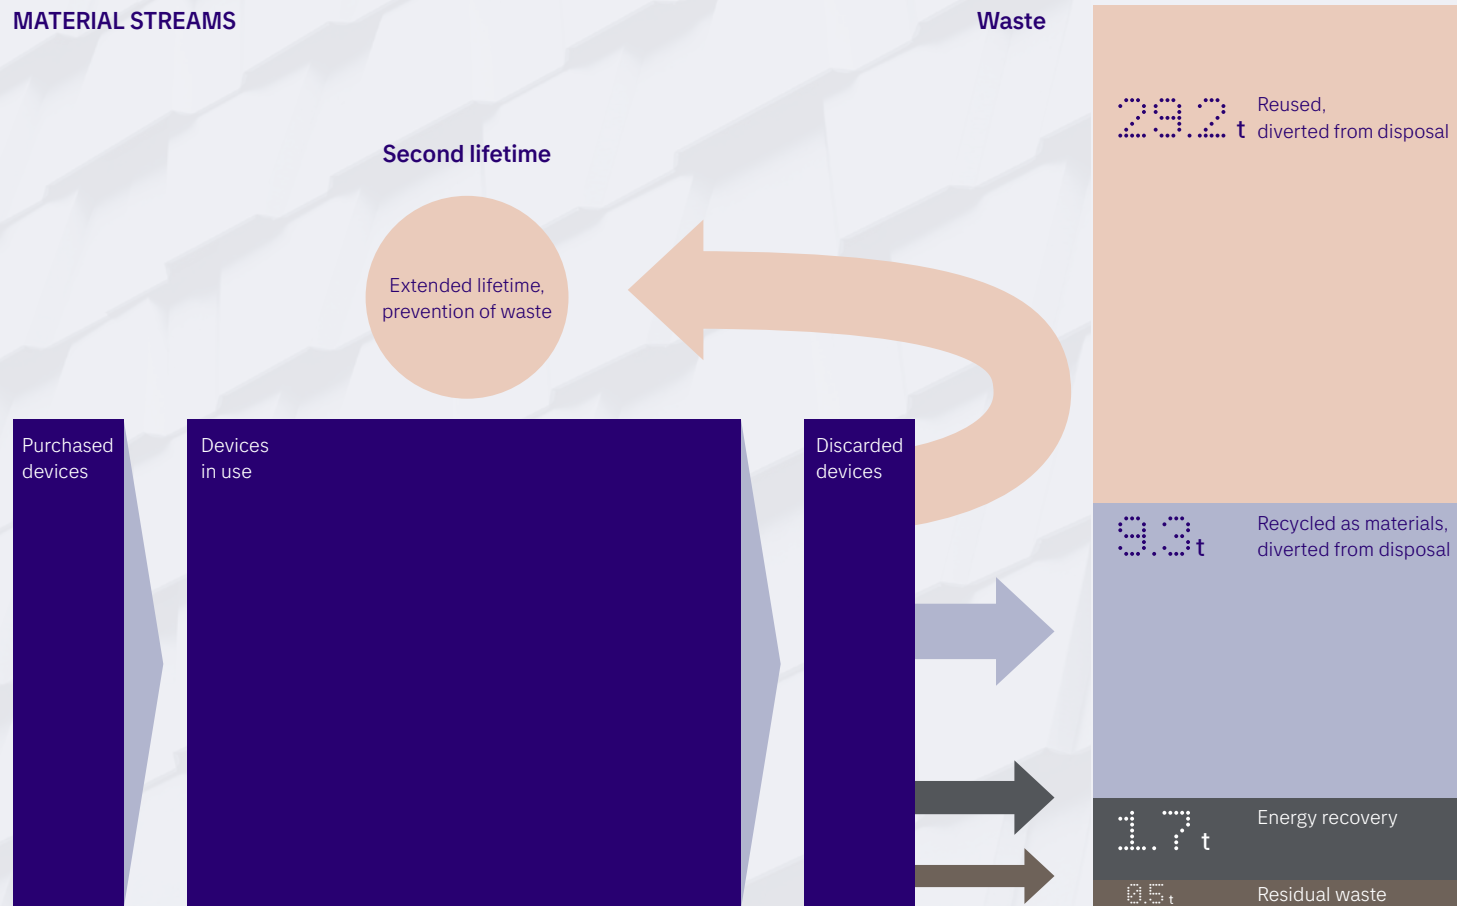 MATERIAL STREAMS
Waste
Second lifetime
Extended lifetime,
prevention of waste
Purchased
devices
Devices
in use
Discarded
devices
29.2 t
Reused,
diverted from disposal
9.3 t
Recycled as materials,
diverted from disposal
1.7 t
Energy recovery
0.5 t
Residual waste